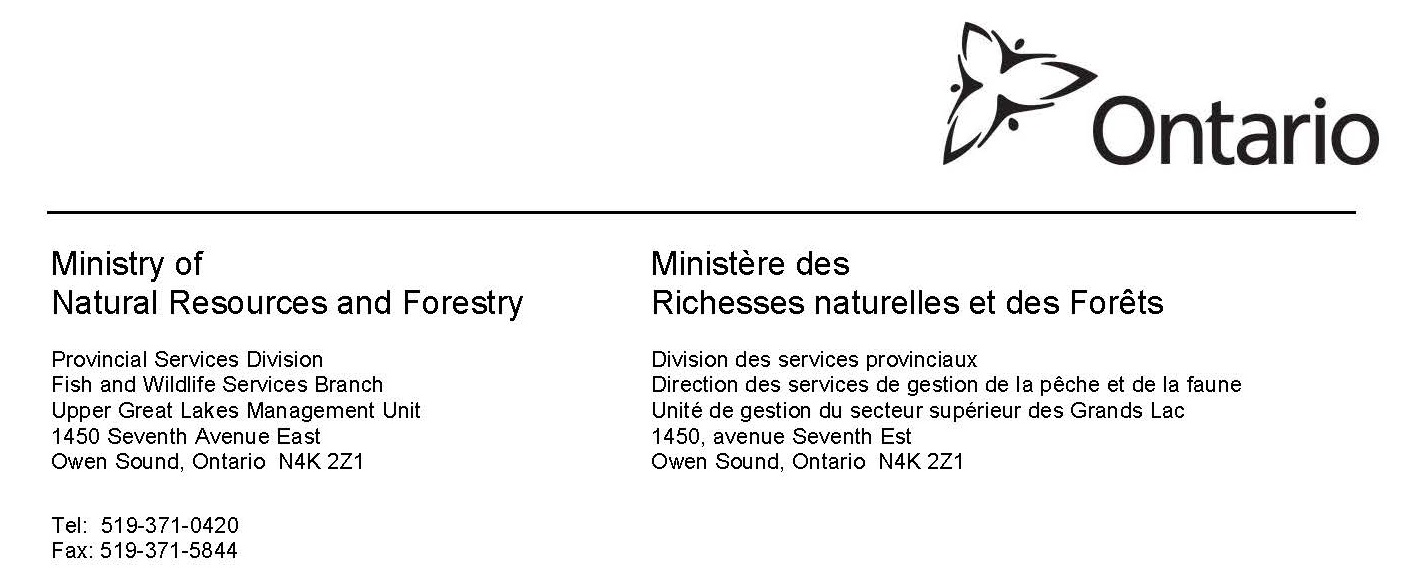 Ontario
Ministry of
Natural Resources and Forestry
Provincial Services Division
Fish and Wildlife Services Branch
Upper Great Lakes Management Unit
1450 Seventh Avenue East
Owen Sound, Ontario  N4K 2Z1
Tel:  519-371-0420
Fax: 519-371-5844
Ministère des
Richesses naturelles et des Forêts
Division des services provinciaux
Direction des services de gestion de la pêche et de la faune
Unité de gestion du secteur supérieur des Grands Lac
1450, avenue Seventh Est
Owen Sound, Ontario  N4K 2Z1